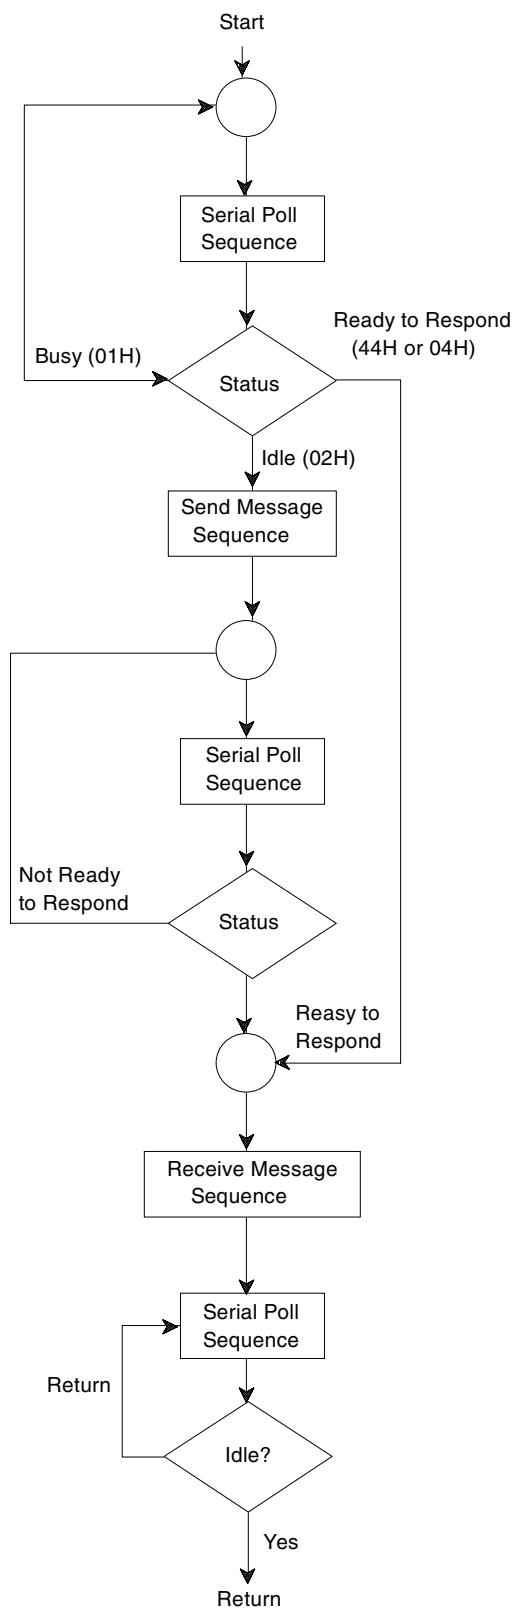 Start
Serial Poll
Sequence
Ready to Respond
(44H or 04H)
Busy (01H)
Status
Idle (02H)
Send Message
Sequence
Serial Poll
Sequence
Not Ready
to Respond
Status
Reasy to
Respond
Receive Message
Sequence
Serial Poll
Sequence
Return
Idle?
Yes
Return